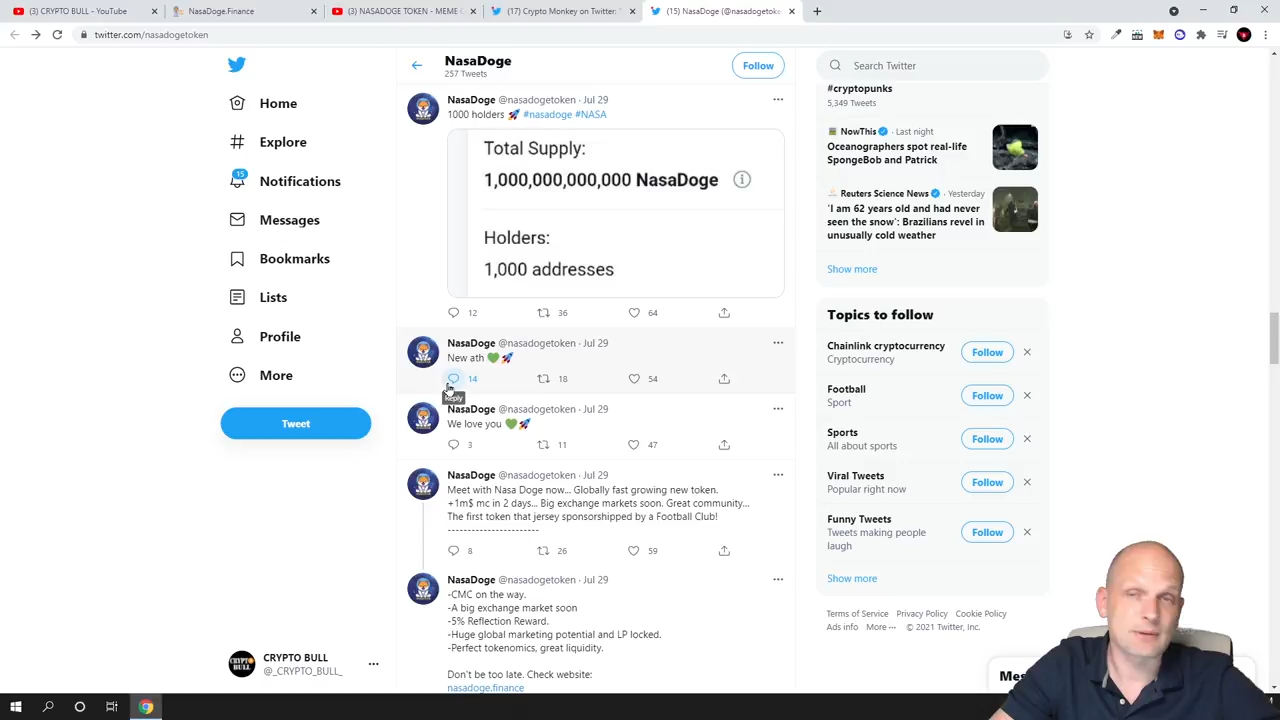 (3) CRYPTO BULL - YouTube
NasaDoge.Finance
(3) NASADOGE TOKEN - MEME C
(17) Crypto Monkey on Twitter: "
(15) NasaDoge (@nasadogetoke
twitter.com/nasadogetoken
NasaDoge
257 Tweets
Follow
Search Twitter
Home
Explore
15
Notifications
Messages
Bookmarks
Lists
Profile
More
Tweet
CRYPTO BULL
@_CRYPTO_BULL_
NasaDoge @nasadogetoken · Jul 29
1000 holders 🚀 #nasadoge #NASA
Total Supply:
1,000,000,000,000 NasaDoge
Holders:
1,000 addresses
12 36 64
NasaDoge @nasadogetoken · Jul 29
New ath 💚🚀
14 18 54
Reply
NasaDoge @nasadogetoken · Jul 29
We love you 💚🚀
3 11 47
NasaDoge @nasadogetoken · Jul 29
Meet with Nasa Doge now... Globally fast growing new token.
+1m$ mc in 2 days... Big exchange markets soon. Great community...
The first token that jersey sponsorshipped by a Football Club!
----------------------
8 26 59
NasaDoge @nasadogetoken · Jul 29
-CMC on the way.
-A big exchange market soon
-5% Reflection Reward.
-Huge global marketing potential and LP locked.
-Perfect tokenomics, great liquidity.
Don't be too late. Check website:
nasadoge.finance
#cryptopunks
5,349 Tweets
NowThis · Last night
Oceanographers spot real-life
SpongeBob and Patrick
Reuters Science News · Yesterday
'I am 62 years old and had never
seen the snow': Brazilians revel in
unusually cold weather
Show more
Topics to follow
Chainlink cryptocurrency
Cryptocurrency
Follow
Football
Sport
Follow
Sports
All about sports
Follow
Viral Tweets
Popular right now
Follow
Funny Tweets
Tweets making people
laugh
Follow
Show more
Terms of Service Privacy Policy Cookie Policy
Ads info More ··· © 2021 Twitter, Inc.
CRYPTO
BULL